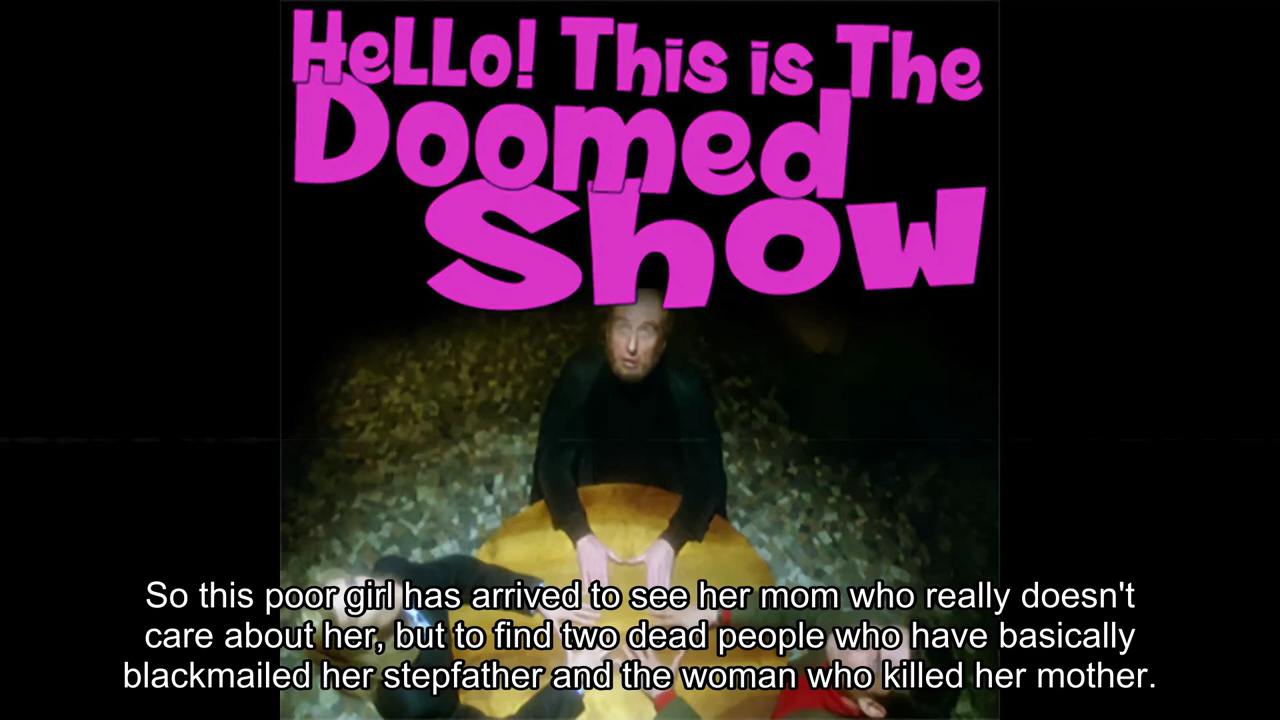 HeLLo! This is The
Doomed
Show
So this poor girl has arrived to see her mom who really doesn't
care about her, but to find two dead people who have basically
blackmailed her stepfather and the woman who killed her mother.